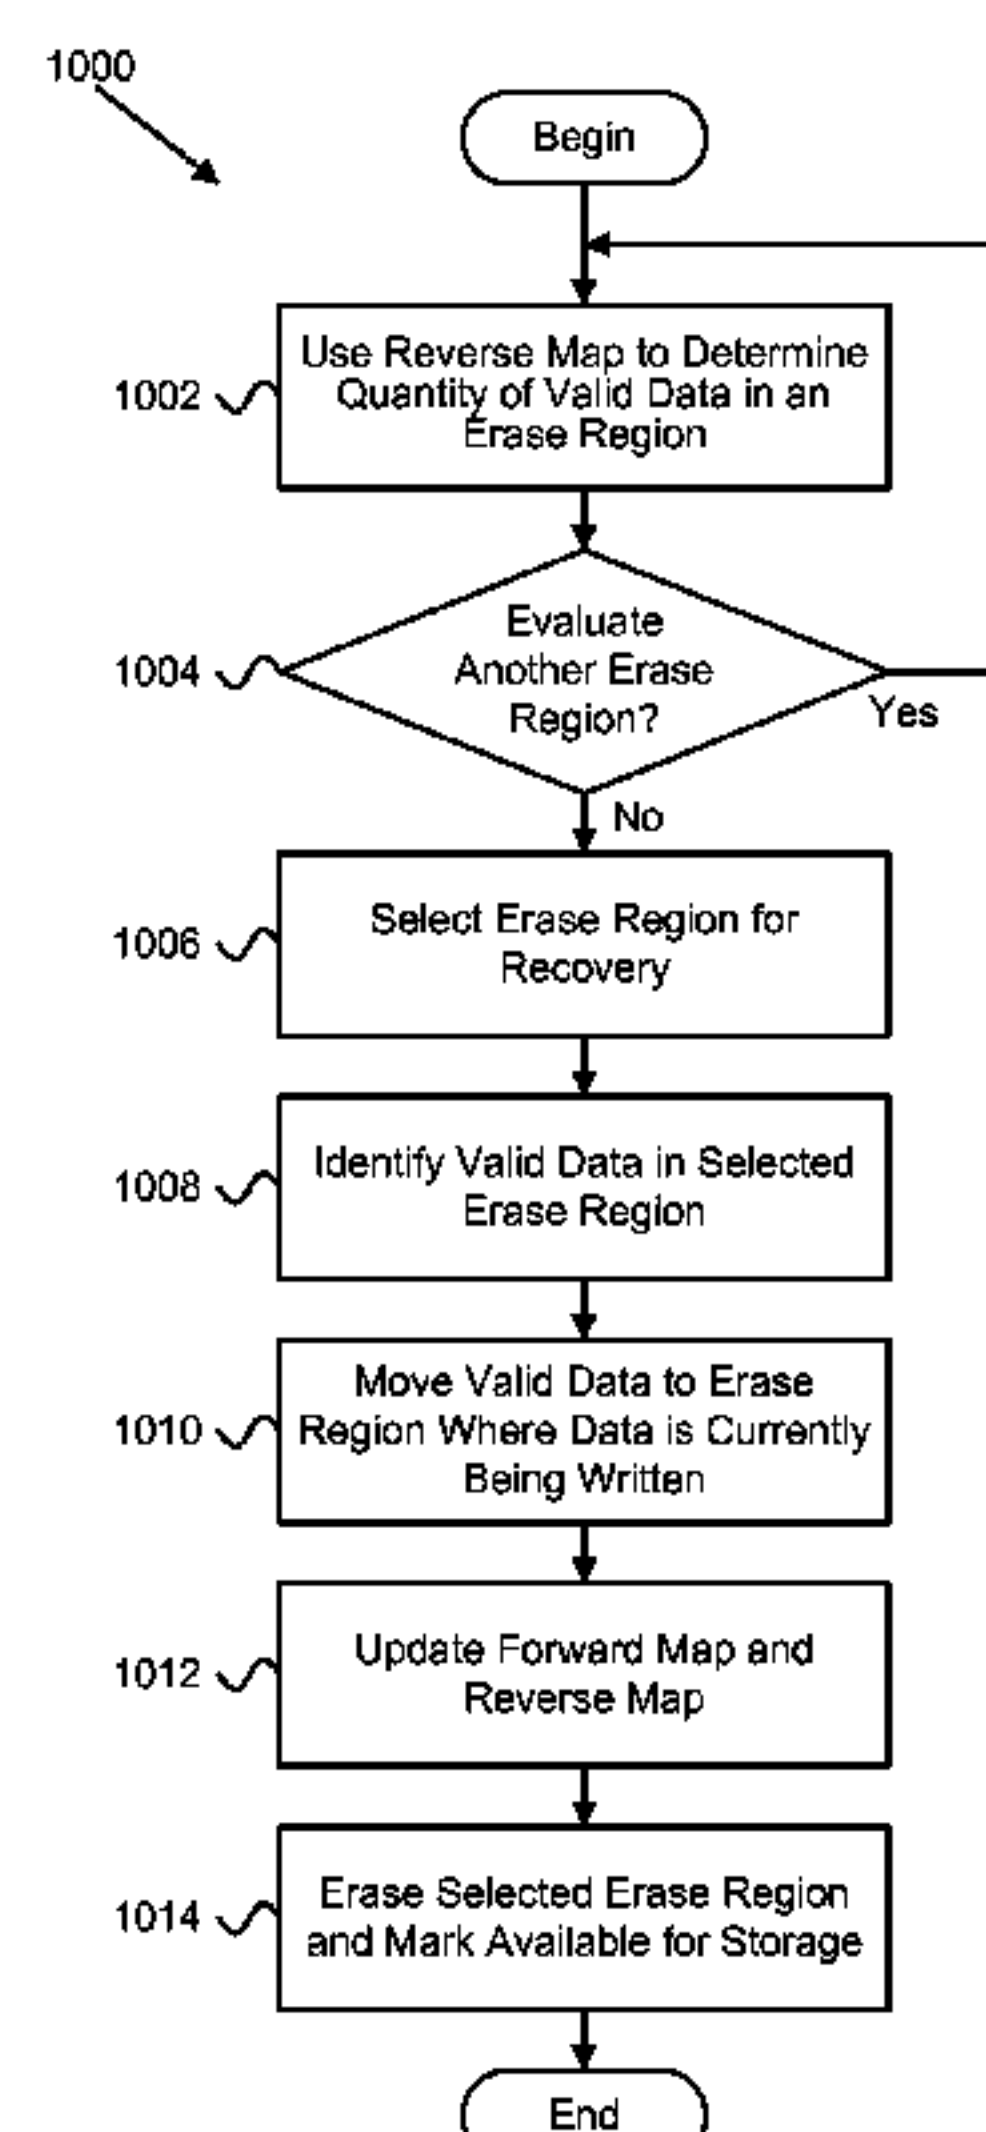 1000
Begin
Use Reverse Map to Determine
Quantity of Valid Data in an
Erase Region
1002
Evaluate
Another Erase
Region?
1004
Yes
No
Select Erase Region for
Recovery
1006
Identify Valid Data in Selected
Erase Region
1008
Move Valid Data to Erase
Region Where Data is Currently
Being Written
1010
Update Forward Map and
Reverse Map
1012
Erase Selected Erase Region
and Mark Available for Storage
1014
End